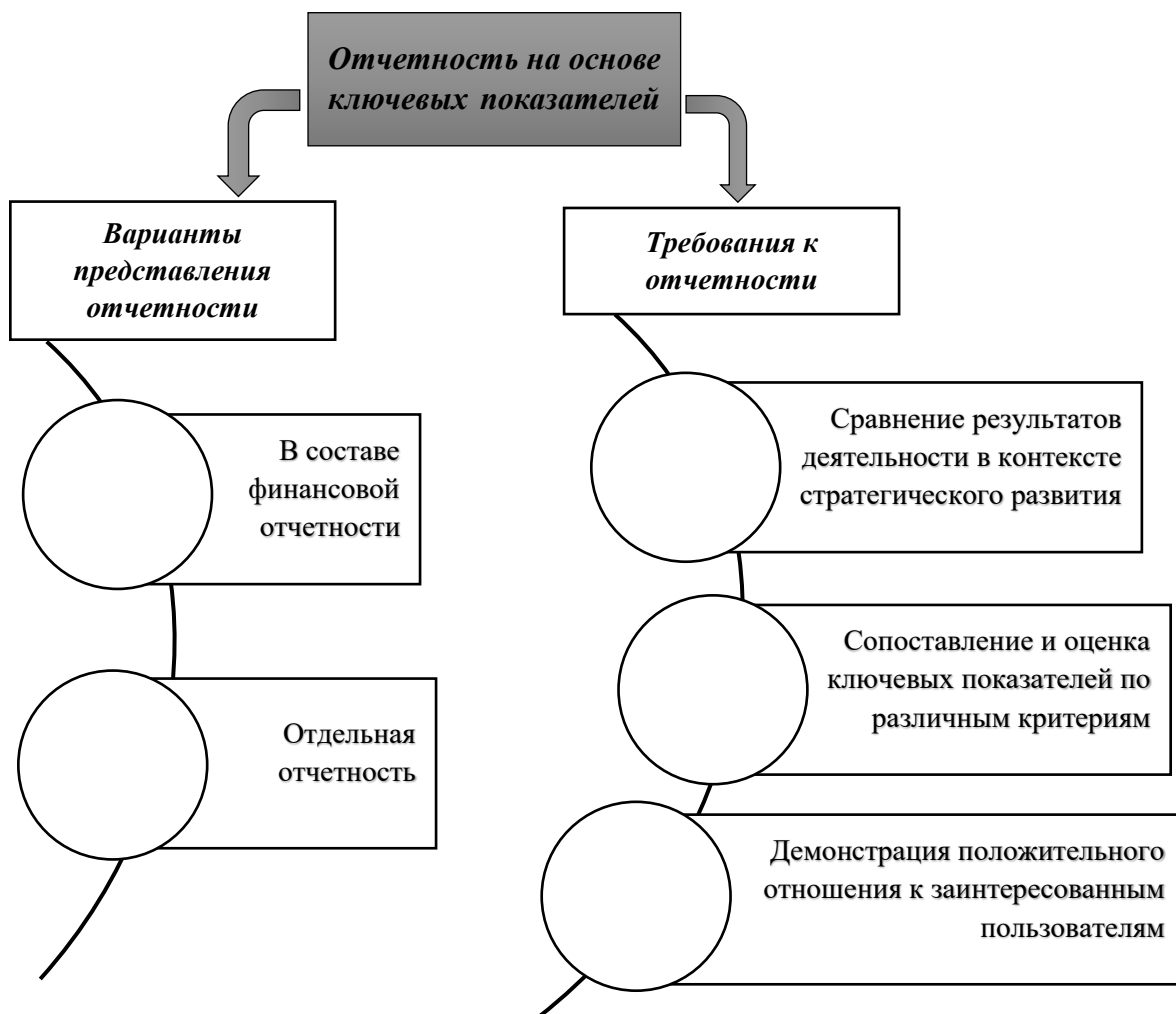 Отчетность на основе
ключевых показателей
Варианты
представления
отчетности
В составе
финансовой
отчетности
Отдельная
отчетность
Требования к
отчетности
Сравнение результатов
деятельности в контексте
стратегического развития
Сопоставление и оценка
ключевых показателей по
различным критериям
Демонстрация положительного
отношения к заинтересованным
пользователям